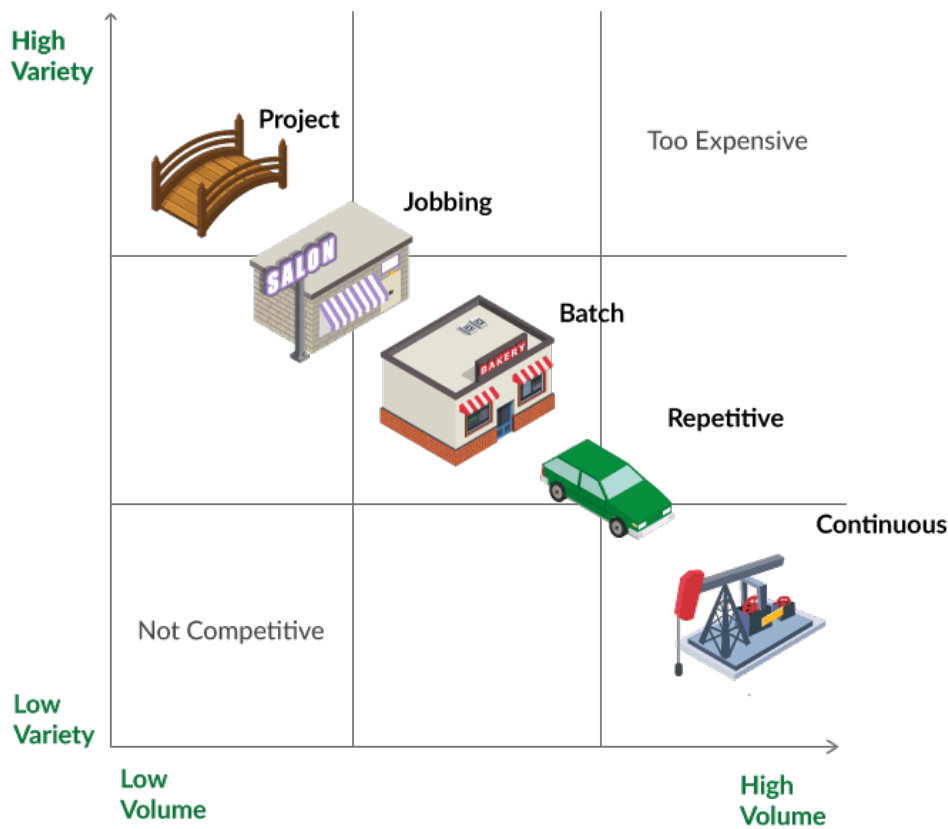 High
Variety
Project
Too Expensive
Jobbing
SALON
Batch
BAKERY
Repetitive
Continuous
Not Competitive
Low
Variety
Low
Volume
High
Volume